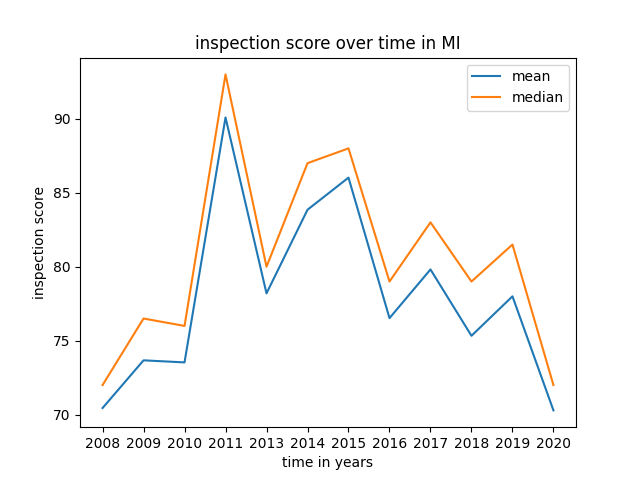 inspection score over time in MI
mean
median
90
85
80
75
70
inspection score
2008 2009 2010 2011 2013 2014 2015 2016 2017 2018 2019 2020
time in years